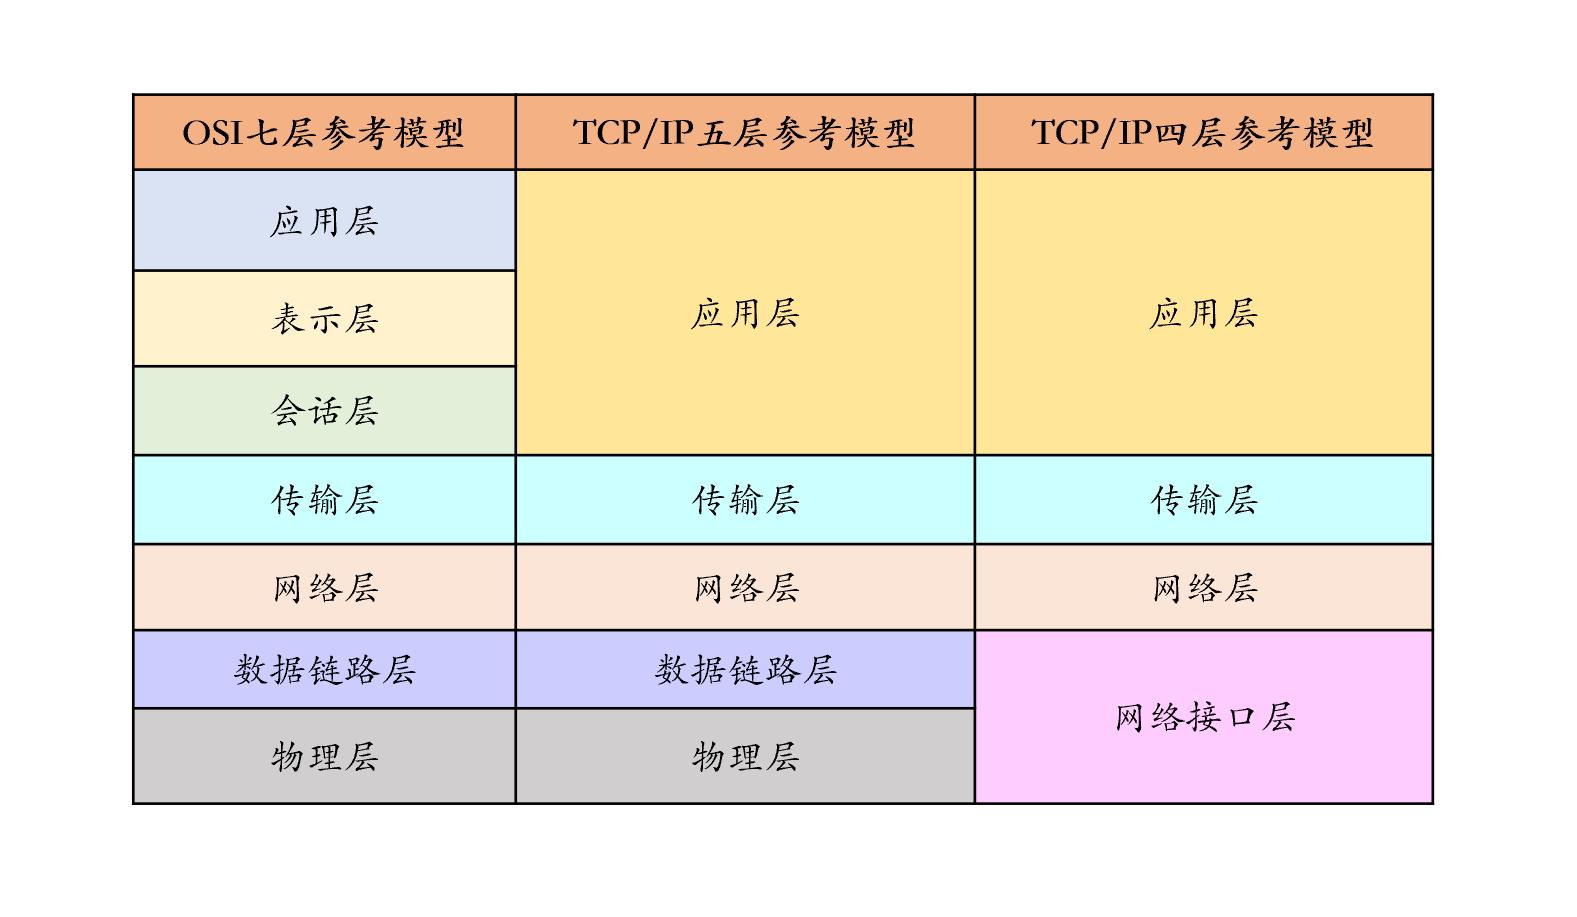 OSI七层参考模型 TCP/IP五层参考模型 TCP/IP四层参考模型
应用层
表示层
会话层
应用层 应用层
传输层 传输层 传输层
网络层 网络层 网络层
数据链路层 数据链路层
物理层 物理层
网络接口层